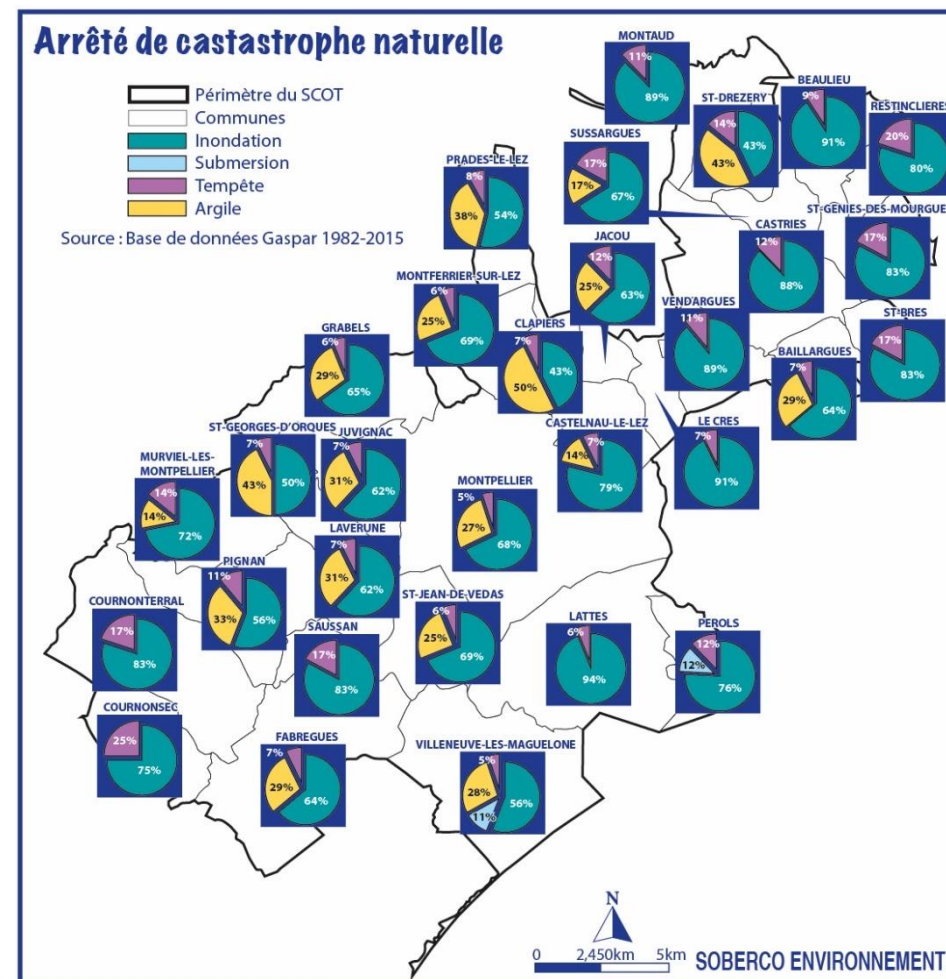 Arrêté de castastrophe naturelle
Périmètre du SCOT
Communes
Inondation
Submersion
Tempête
Argile
Source : Base de données Gaspar 1982-2015
MONTAUD
11%
89%
ST-DREZERY
14%
43%
43%
BEAULIEU
9%
91%
RESTINCLIERES
20%
80%
SUSSARGUES
17%
17%
67%
PRADES-LE-LEZ
8%
38%
54%
CASTRIES
12%
88%
ST-GENIES-DES-MOURGUE
17%
83%
JACOU
12%
25%
63%
MONTFERRIER-SUR-LEZ
6%
25%
69%
VENDARGUES
11%
89%
ST-BRES
17%
83%
CLAPIERS
7%
50%
43%
GRABELS
6%
29%
65%
BAILLARGUES
7%
29%
64%
LE CRES
7%
91%
CASTELNAU-LE-LEZ
7%
14%
79%
ST-GEORGES-D'ORQUES
7%
43%
50%
JUVIGNAC
7%
31%
62%
MURVIEL-LES-
MONTPELLIER
14%
14%
72%
MONTPELLIER
5%
27%
68%
LAVERUNE
7%
31%
62%
PIGNAN
11%
33%
56%
COURNONTERRAL
17%
83%
ST-JEAN-DE-VEDAS
6%
25%
69%
LATTES
6%
94%
PEROLS
12%
12%
76%
SAUSSAN
17%
83%
COURNONSEC
25%
75%
FABREGUES
7%
29%
64%
VILLENEUVE-LES-MAGUELONE
5%
28%
56%
11%
N
0 2,450km 5km
SOBERCO ENVIRONNEMENT